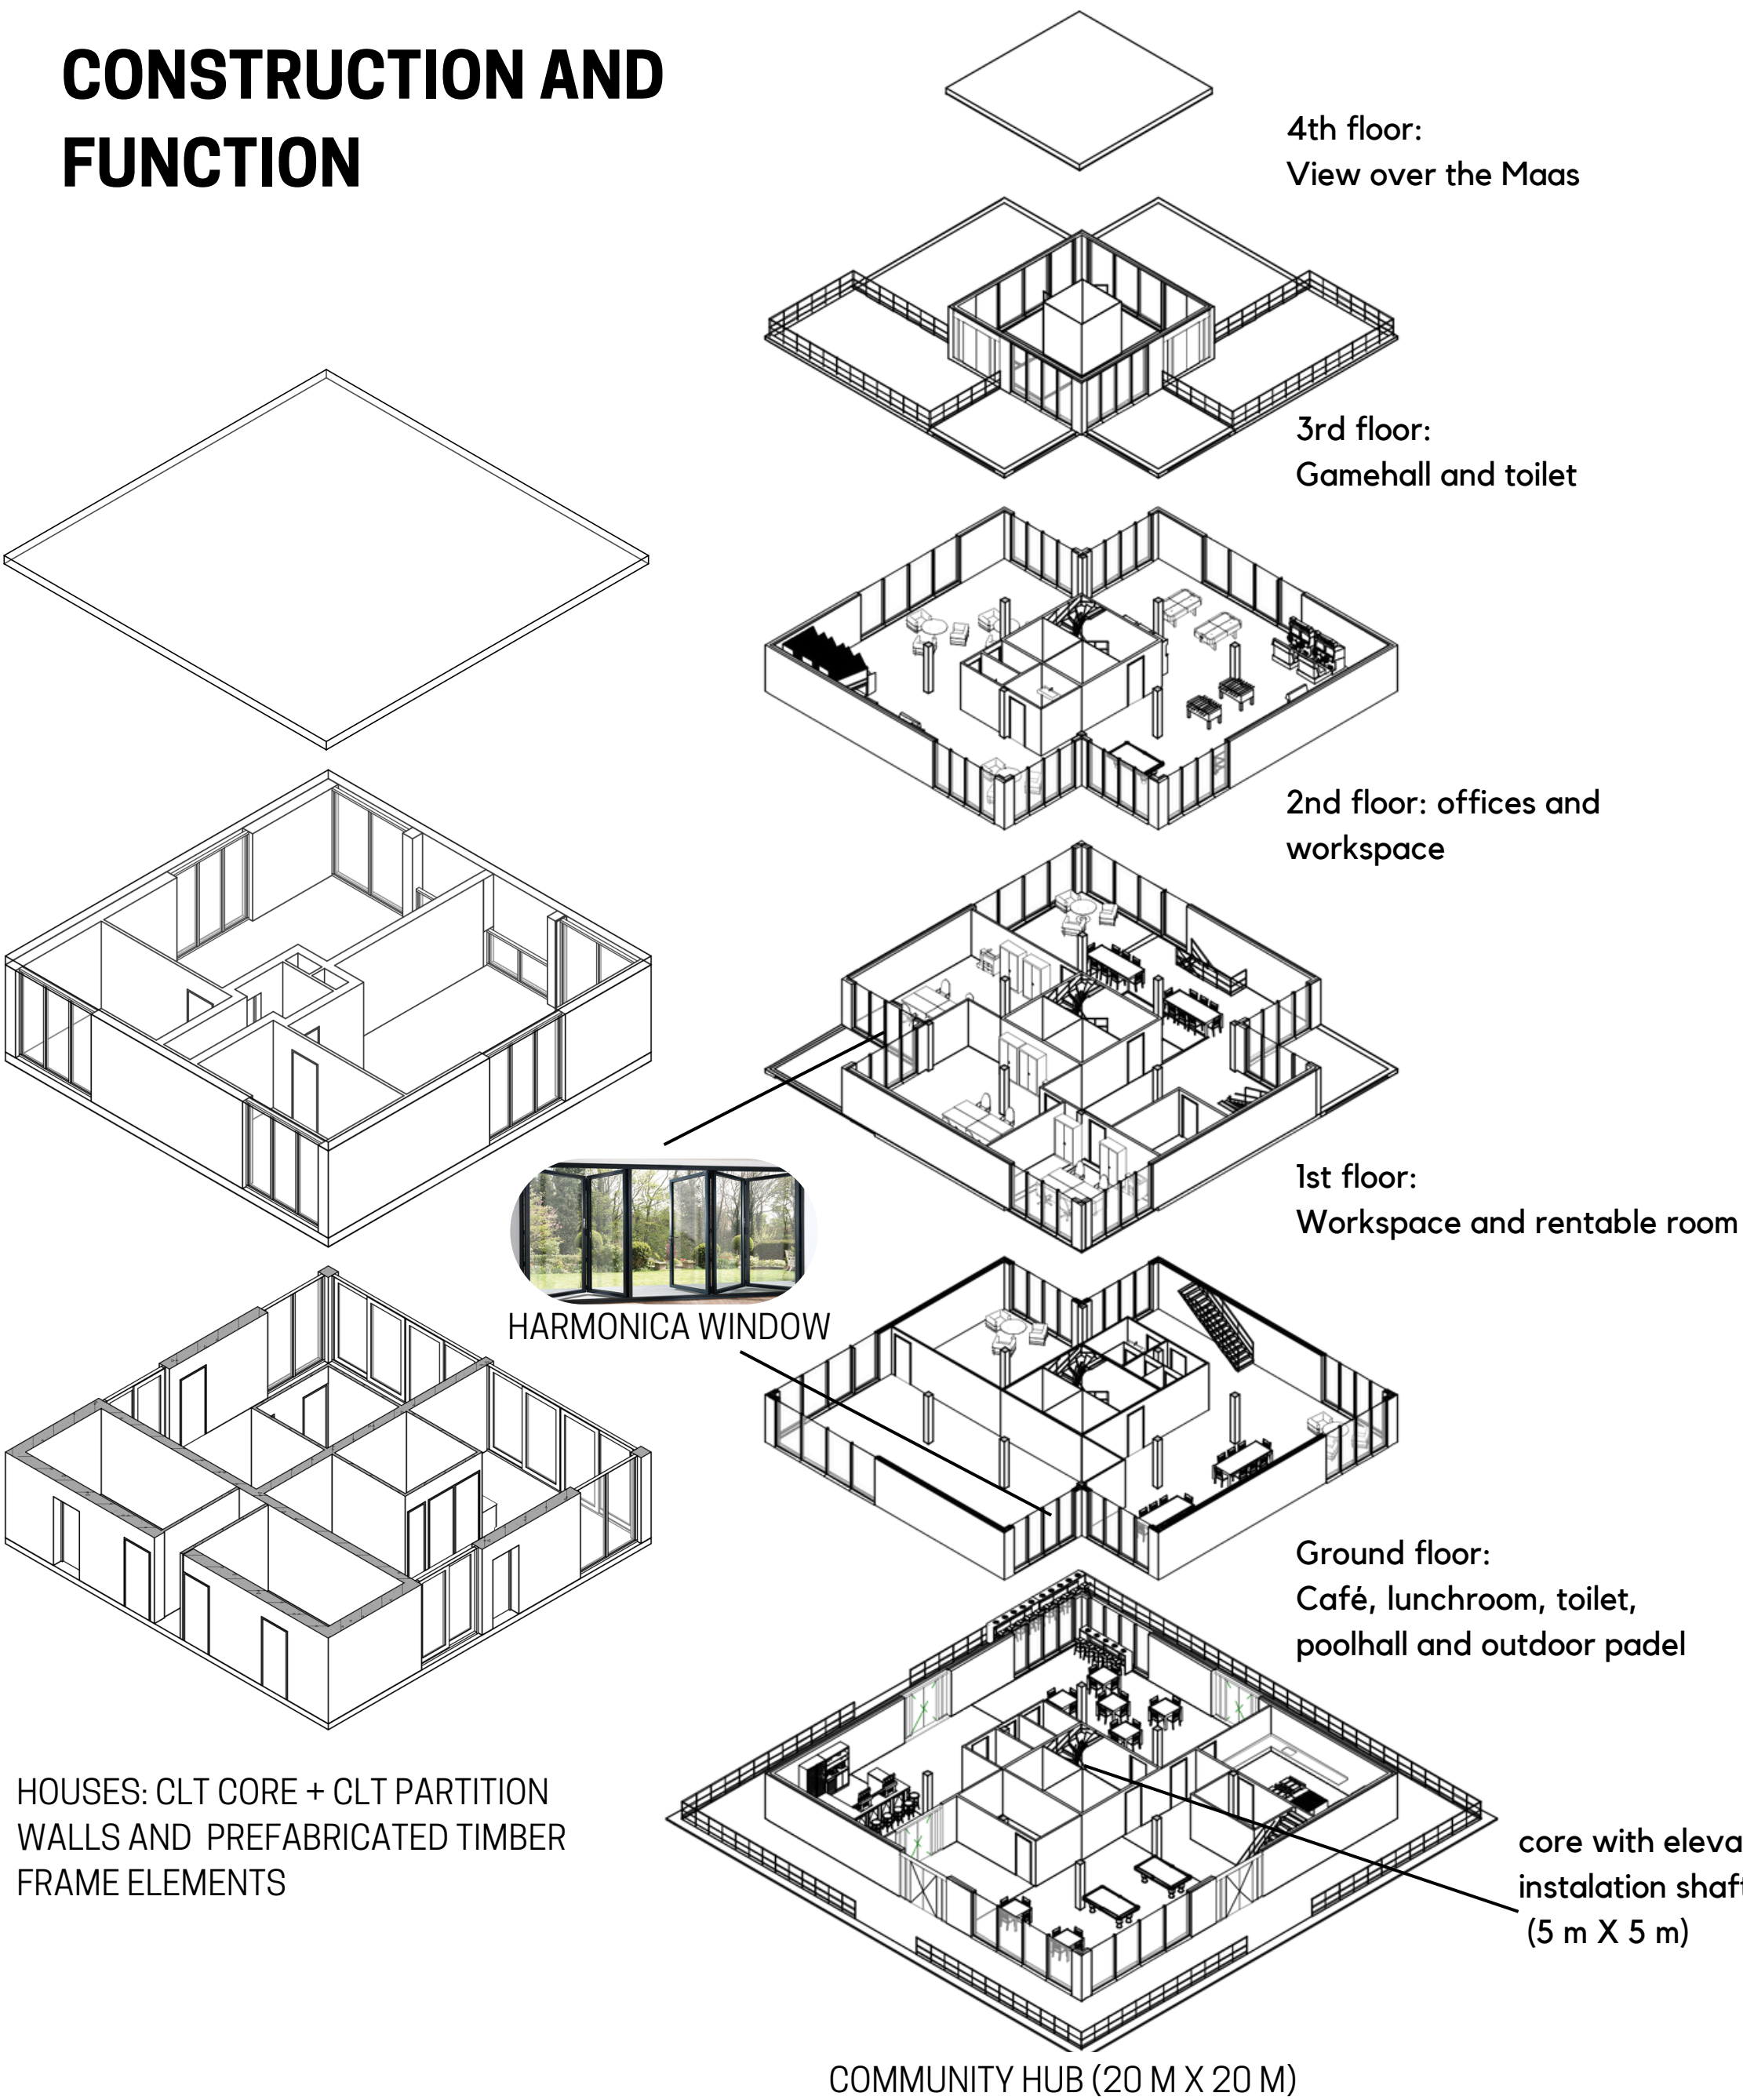 CONSTRUCTION AND
FUNCTION
4th floor:
View over the Maas
3rd floor:
Gamehall and toilet
2nd floor: offices and
workspace
1st floor:
Workspace and rentable room
HARMONICA WINDOW
Ground floor:
Café, lunchroom, toilet,
poolhall and outdoor padel
HOUSES: CLT CORE + CLT PARTITION
WALLS AND PREFABRICATED TIMBER
FRAME ELEMENTS
core with
instalation
(5 m X 5 m)
COMMUNITY HUB (20 M X 20 M)